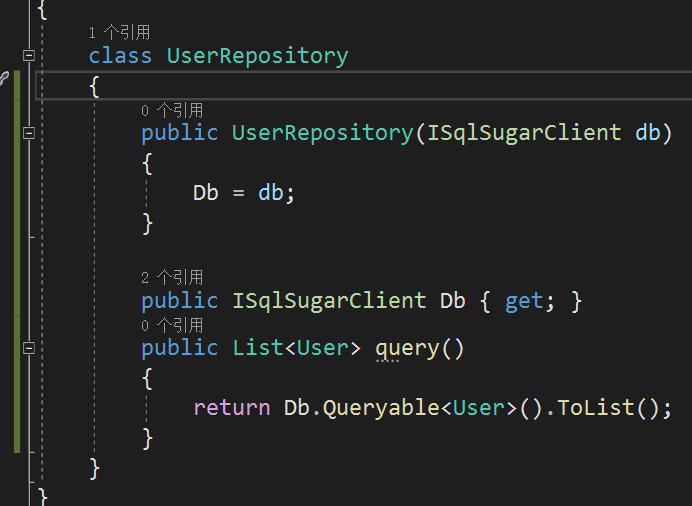 {
1 个引用
class UserRepository
{
0 个引用
public UserRepository(ISqlSugarClient db)
{
Db = db;
}
2 个引用
public ISqlSugarClient Db { get; }
0 个引用
public List<User> query()
{
return Db.Queryable<User>().ToList();
}
}
}